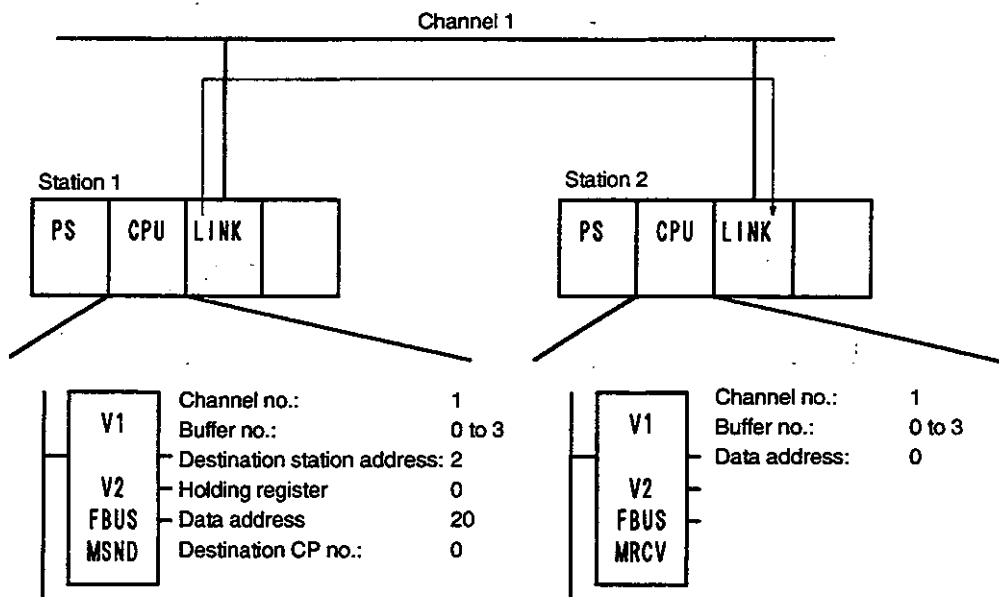 Channel 1
Station 1
Station 2
PS CPU LINK
PS CPU LINK
V1
V2
FBUS
MSND
Channel no.: 1
Buffer no.: 0 to 3
Destination station address: 2
Holding register 0
Data address 20
Destination CP no.: 0
V1
V2
FBUS
MRCV
Channel no.: 1
Buffer no.: 0 to 3
Data address: 0